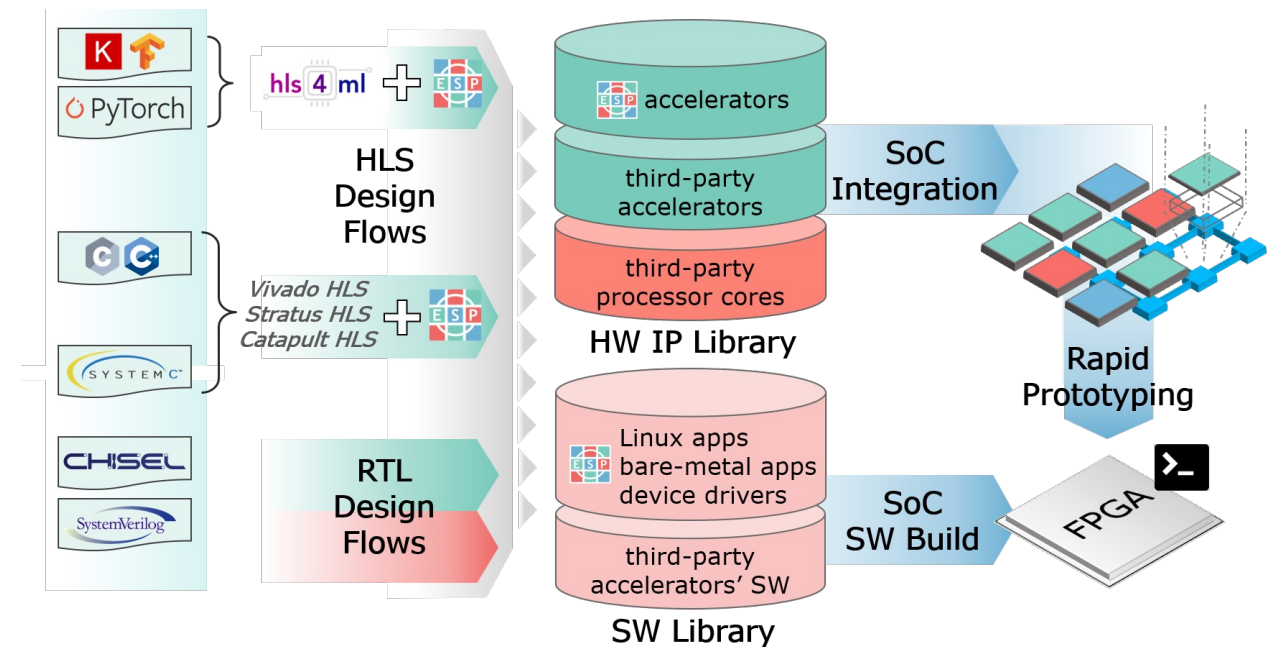 K
PyTorch
hls 4 ml
ESP
HLS
Design
Flows
C
C++
SYSTEM C™
Vivado HLS
Stratus HLS
Catapult HLS
ESP
CHISEL
SystemVerilog
RTL
Design
Flows
ESP accelerators
third-party
accelerators
third-party
processor cores
HW IP Library
ESP
Linux apps
bare-metal apps
device drivers
third-party
accelerators' SW
SW Library
SoC
Integration
Rapid
Prototyping
SoC
SW Build
FPGA
>_